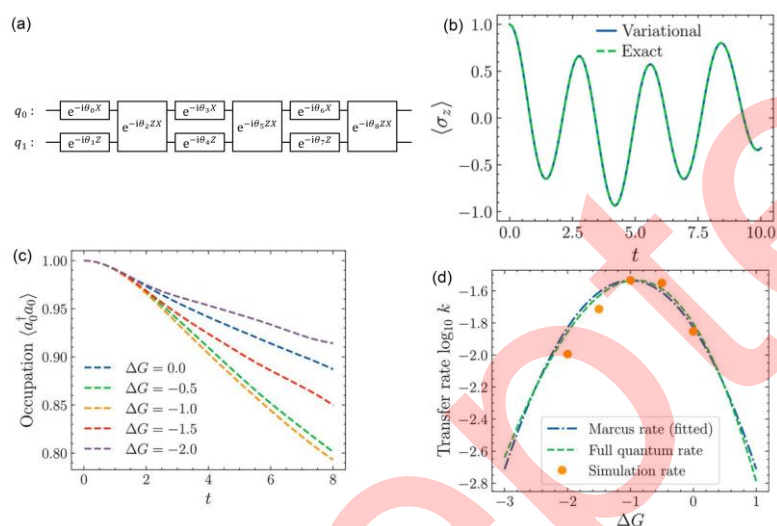 (a)
q₀ : e^{-iθ₀X} e^{-iθ₂ZX} e^{-iθ₃X} e^{-iθ₅ZX} e^{-iθ₆X} e^{-iθ₈ZX}
q₁ : e^{-iθ₁Z} e^{-iθ₄Z} e^{-iθ₇Z}
(b)
⟨σ_z⟩
1.0
0.5
0.0
-0.5
-1.0
Variational
Exact
0.0 2.5 5.0 7.5 10.0
t
(c)
Occupation ⟨a₀†a₀⟩
1.00
0.95
0.90
0.85
0.80
ΔG = 0.0
ΔG = −0.5
ΔG = −1.0
ΔG = −1.5
ΔG = −2.0
0 2 4 6 8
t
(d)
Transfer rate log₁₀ k
-1.6
-1.8
-2.0
-2.2
-2.4
-2.6
-2.8
Marcus rate (fitted)
Full quantum rate
Simulation rate
-3 -2 -1 0 1
ΔG